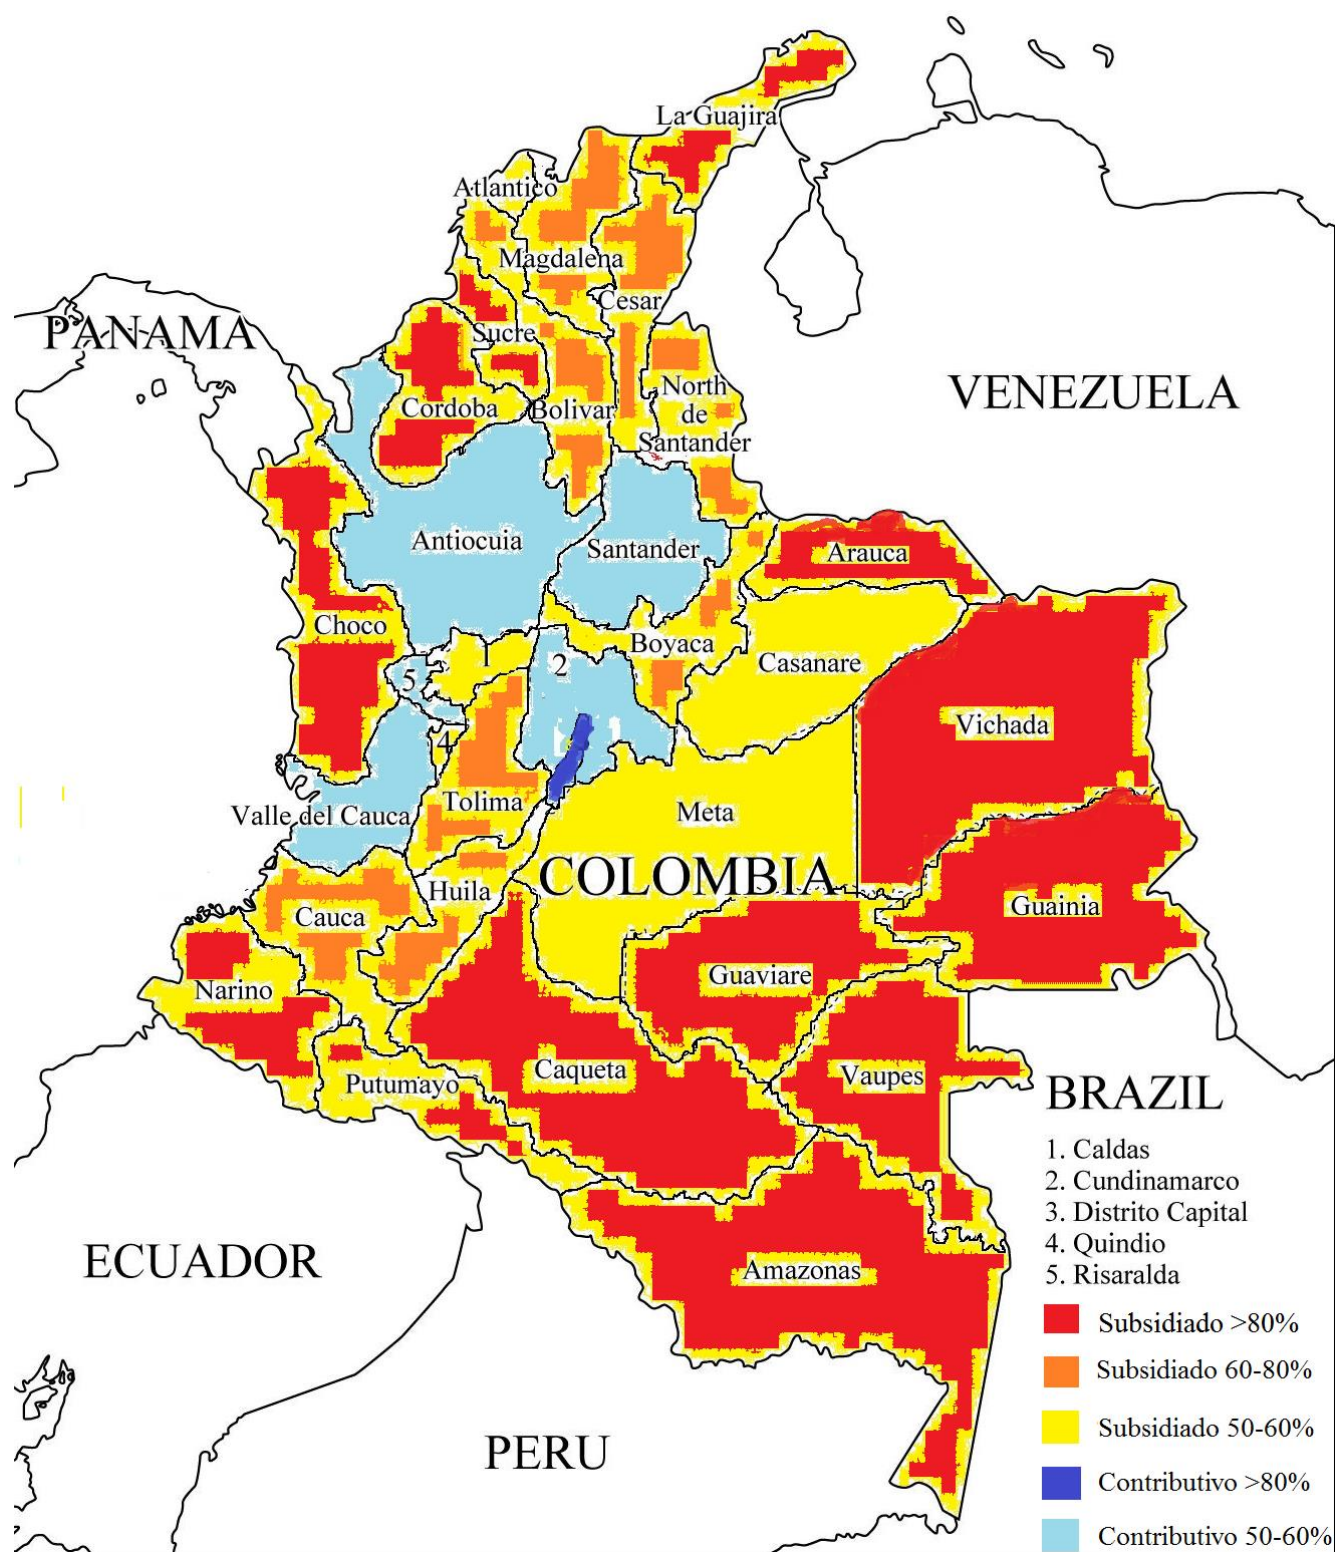 La Guajira
Atlantico
Magdalena
Cesar
PANAMA
Sucre
VENEZUELA
North
de
Santander
Cordoba
Bolivar
Antiocuia
Santander
Arauca
Choco
Boyaca
1
2
Casanare
5
Vichada
4
3
Tolima
Meta
Valle del Cauca
COLOMBIA
Huila
Guainia
Cauca
Guaviare
Narino
Caqueta
Vaupes
Putumayo
BRAZIL
1. Caldas
2. Cundinamarco
3. Distrito Capital
4. Quindio
5. Risaralda
ECUADOR
Amazonas
Subsidiado >80%
Subsidiado 60-80%
Subsidiado 50-60%
PERU
Contributivo >80%
Contributivo 50-60%